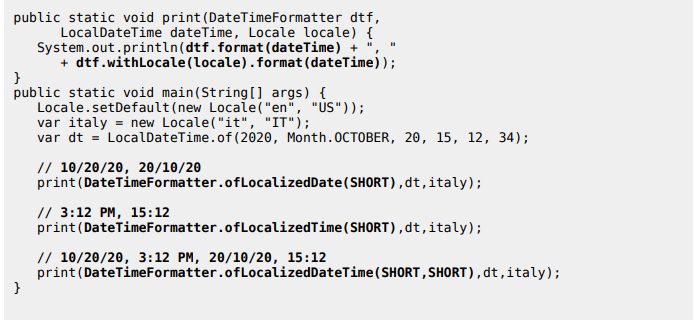 public static void print(DateTimeFormatter dtf,
      LocalDateTime dateTime, Locale locale) {
   System.out.println(dtf.format(dateTime) + ", "
      + dtf.withLocale(locale).format(dateTime));
}
public static void main(String[] args) {
   Locale.setDefault(new Locale("en", "US"));
   var italy = new Locale("it", "IT");
   var dt = LocalDateTime.of(2020, Month.OCTOBER, 20, 15, 12, 34);

   // 10/20/20, 20/10/20
   print(DateTimeFormatter.ofLocalizedDate(SHORT),dt,italy);

   // 3:12 PM, 15:12
   print(DateTimeFormatter.ofLocalizedTime(SHORT),dt,italy);

   // 10/20/20, 3:12 PM, 20/10/20, 15:12
   print(DateTimeFormatter.ofLocalizedDateTime(SHORT,SHORT),dt,italy);
}